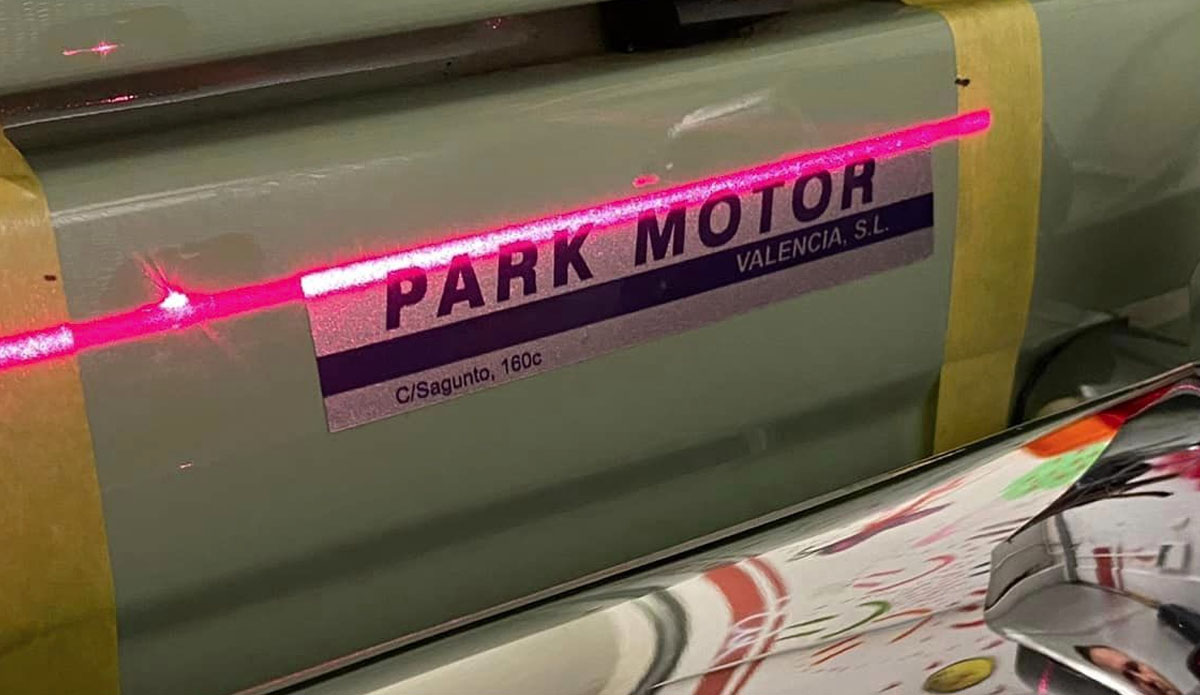 PARK MOTOR
VALENCIA, S.L.
C/Sagunto, 160c